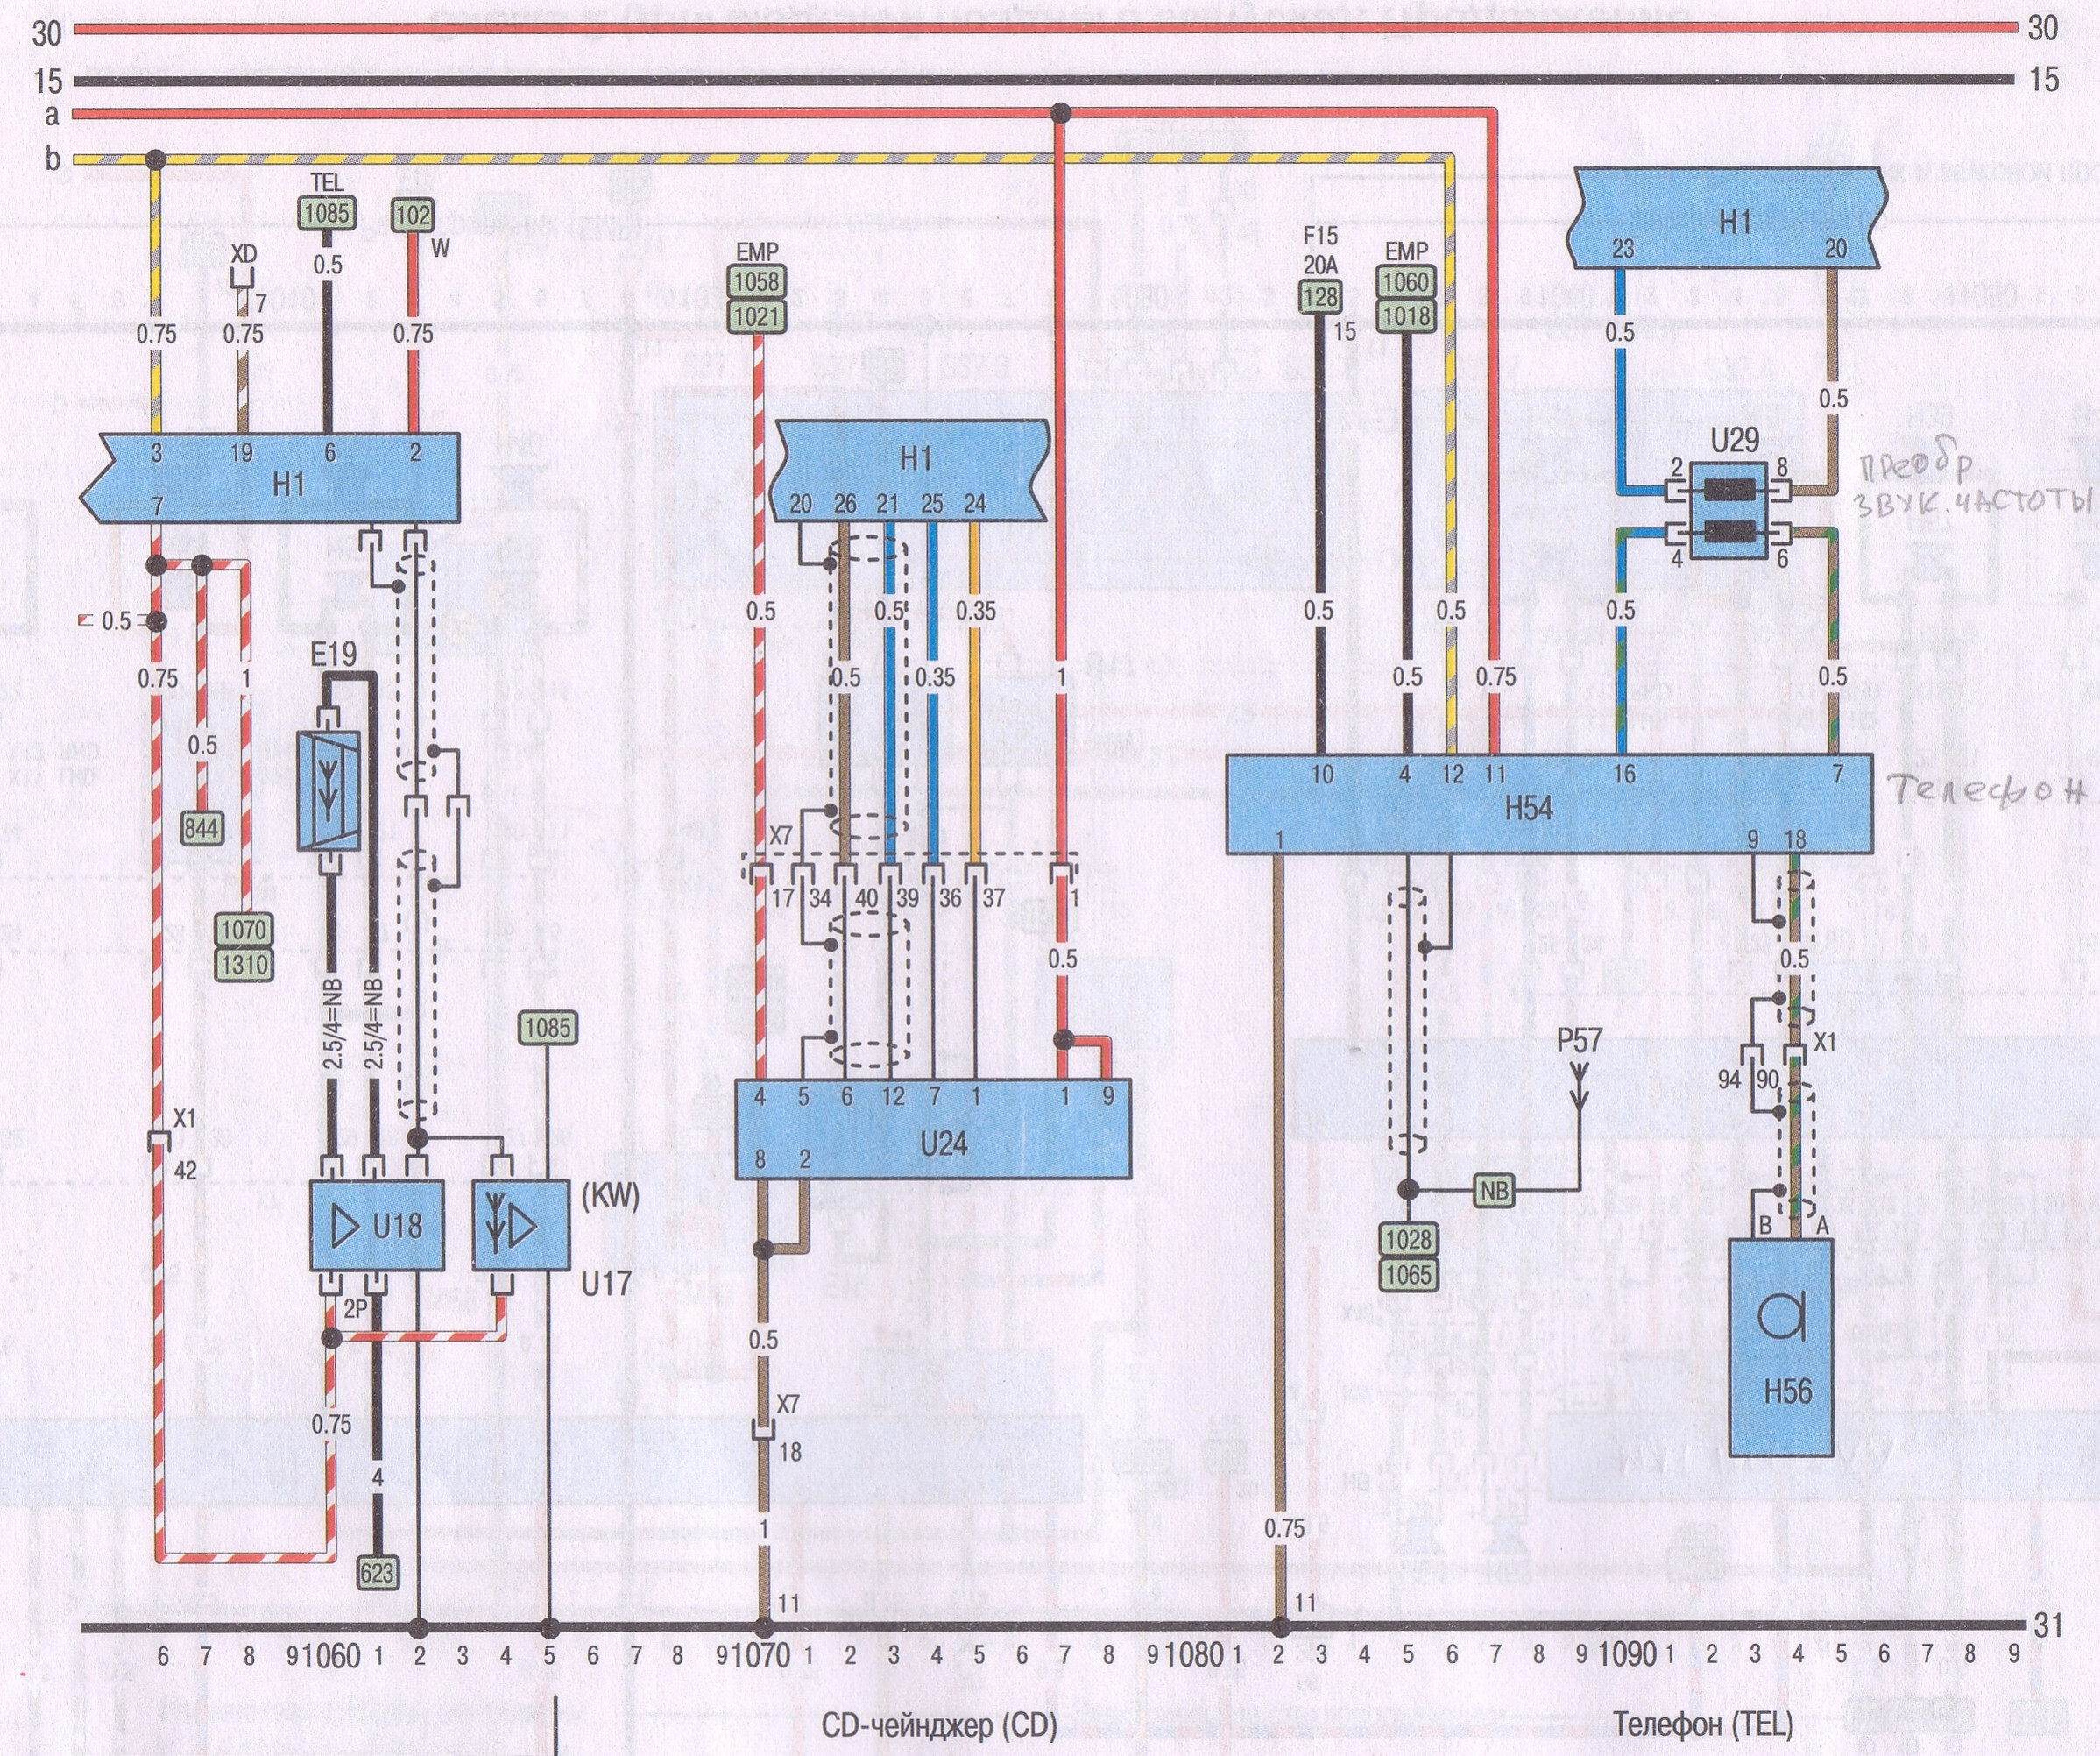 30 30
15 15
a
b
TEL
1085 102
W
XD
7
0.5
0.75 0.75 0.75
3 19 6 2
H1
7
0.5
0.75 1
0.5
844
1070
1310
E19
2.5/4=NB 2.5/4=NB
1085
X1
42
U18
(KW)
U17
2P
0.75
4
623
EMP
1058
1021
H1
20 26 21 25 24
0.5 0.5 0.35
0.5 0.35 1
X7
17 34 40 39 36 37 1
0.5
4 5 6 12 7 1 1 9
U24
8 2
0.5
X7
18
1
11
F15
20A
128
15
EMP
1060
1018
0.5 0.5
0.5 0.75
H1
23 20
0.5
0.5
U29
2 8
4 6
преобр
звук. частоты
0.5
0.5
10 4 12 11 16 7
H54
Телефон
1 9 18
0.5
X1
94 90
P57
NB
1028
1065
B A
H56
0.75
11
31
6 7 8 9 1060 1 2 3 4 5 6 7 8 9 1070 1 2 3 4 5 6 7 8 9 1080 1 2 3 4 5 6 7 8 9 1090 1 2 3 4 5 6 7 8 9
CD-чейнджер (CD) Телефон (TEL)